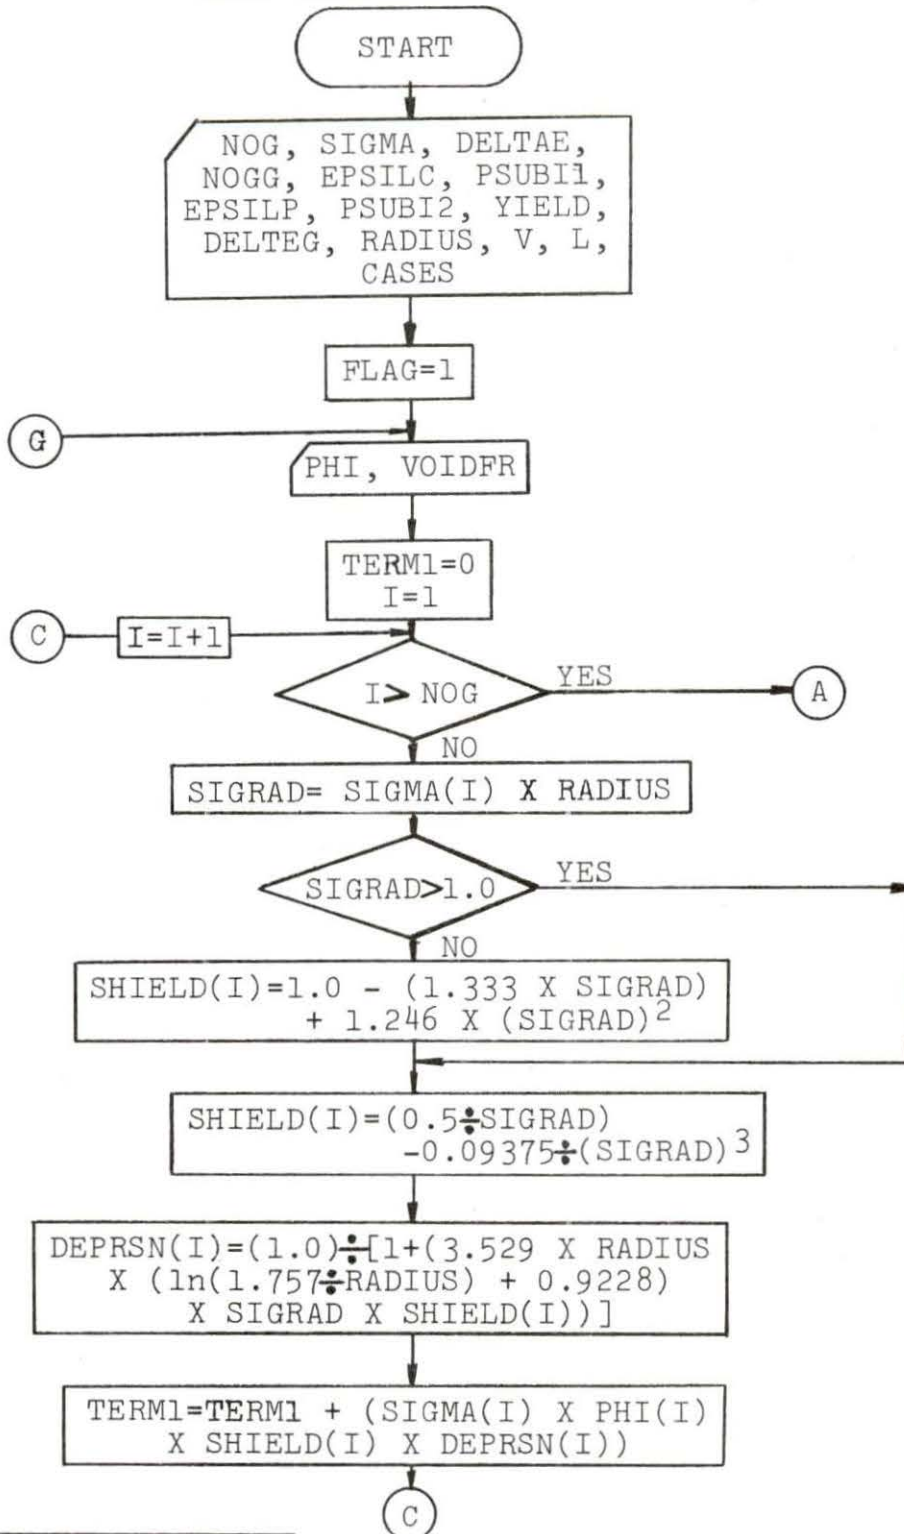 START
NOG, SIGMA, DELTAE,
NOGG, EPSILC, PSUBI1,
EPSILP, PSUBI2, YIELD,
DELTEG, RADIUS, V, L,
CASES
FLAG=1
G
PHI, VOIDFR
TERM1=0
I=1
C
I=I+1
I> NOG
YES
A
NO
SIGRAD= SIGMA(I) X RADIUS
SIGRAD>1.0
YES
NO
SHIELD(I)=1.0 - (1.333 X SIGRAD)
+ 1.246 X (SIGRAD)2
SHIELD(I)=(0.5÷SIGRAD)
-0.09375÷(SIGRAD)3
DEPRSN(I)=(1.0)÷[1+(3.529 X RADIUS
X (ln(1.757÷RADIUS) + 0.9228)
X SIGRAD X SHIELD(I))]
TERM1=TERM1 + (SIGMA(I) X PHI(I)
X SHIELD(I) X DEPRSN(I))
C